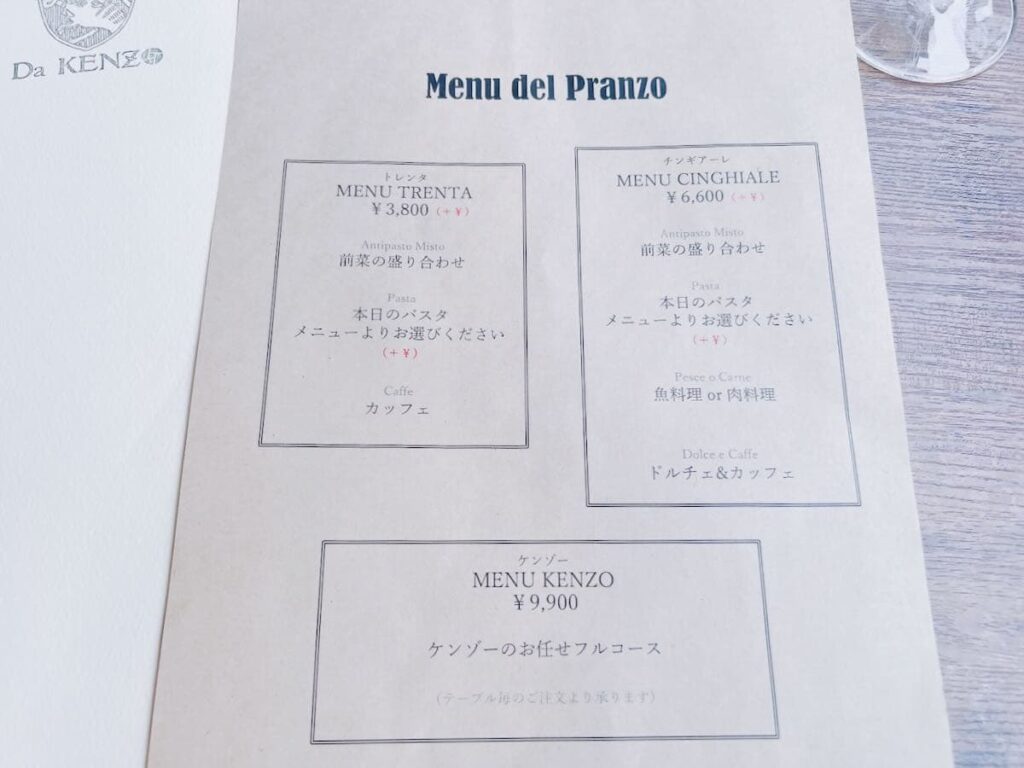 Da KENZO
Menu del Pranzo
トレンタ
MENU TRENTA
¥3,800 (+¥)
Antipasto Misto
前菜の盛り合わせ
Pasta
本日のパスタ
メニューよりお選びください
(+¥)
Caffe
カッフェ
チンギアーレ
MENU CINGHIALE
¥6,600 (+¥)
Antipasto Misto
前菜の盛り合わせ
Pasta
本日のパスタ
メニューよりお選びください
(+¥)
Pesce o Carne
魚料理 or 肉料理
Dolce e Caffe
ドルチェ&カッフェ
ケンゾー
MENU KENZO
¥9,900
ケンゾーのお任せフルコース
(テーブル毎のご注文より承ります)